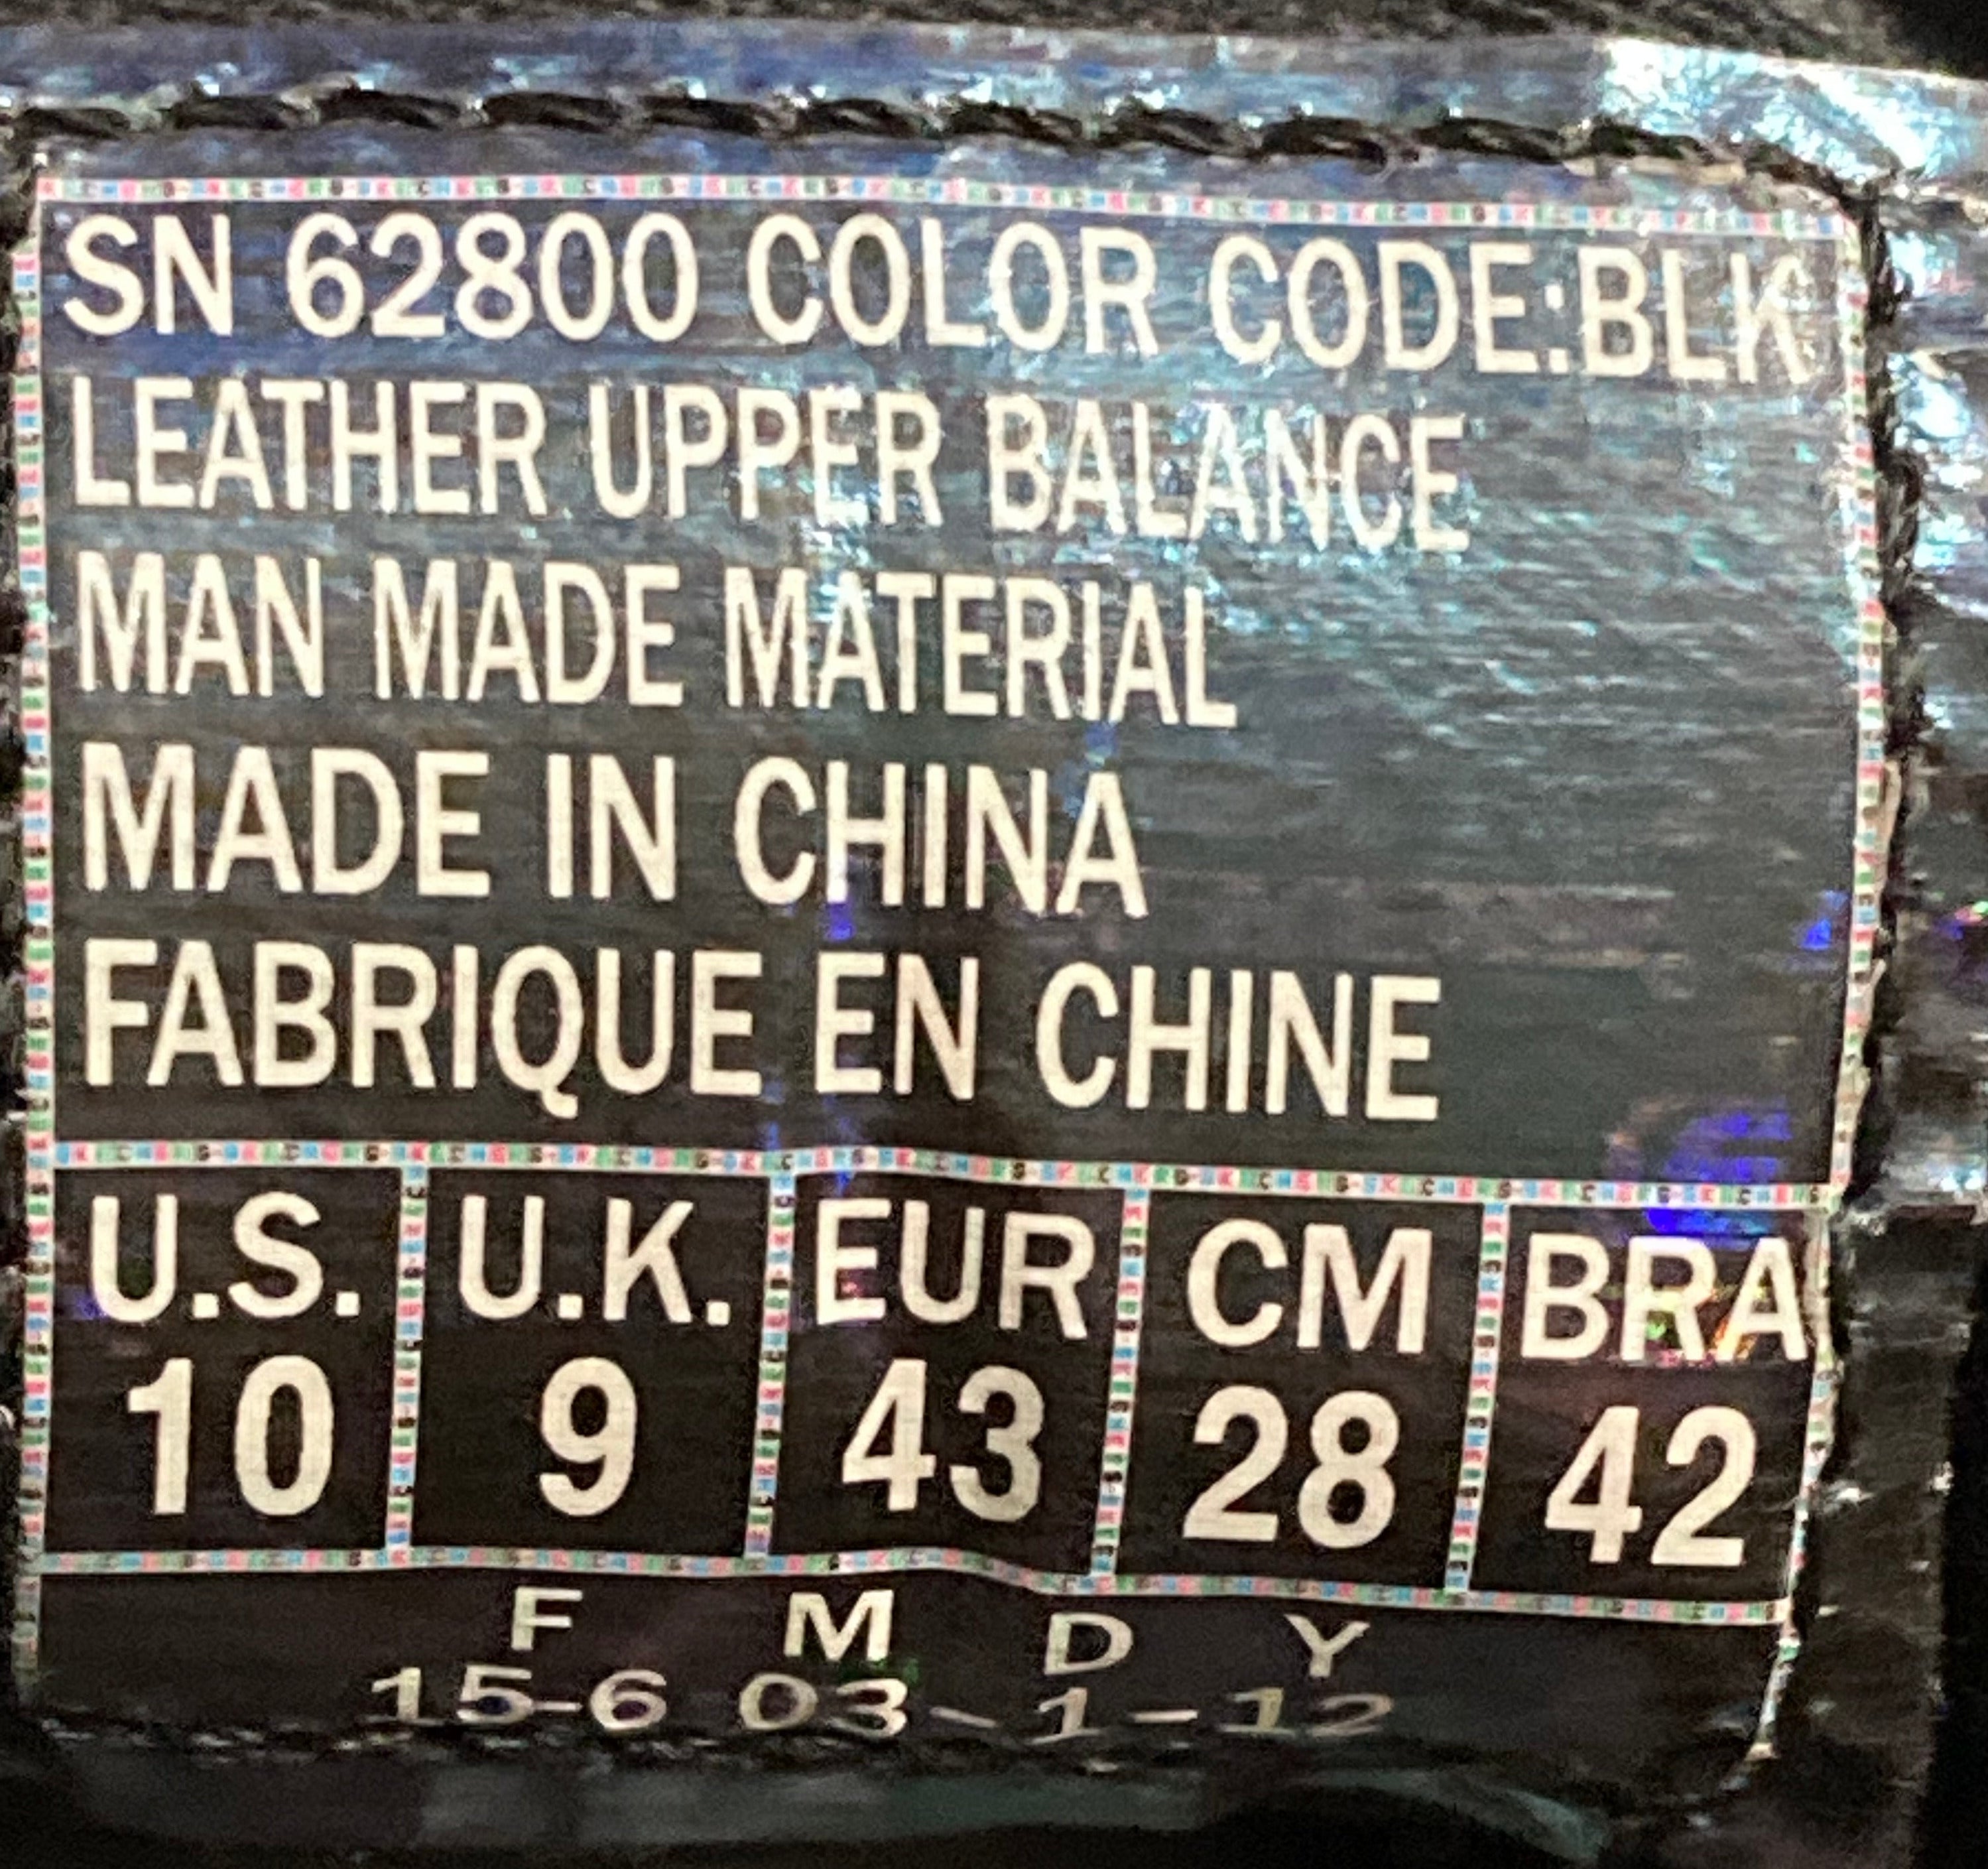 SN 62800 COLOR CODE:BLK
LEATHER UPPER BALANCE
MAN MADE MATERIAL
MADE IN CHINA
FABRIQUE EN CHINE
U.S. U.K. EUR CM BRA
10 9 43 28 42
F M D Y
15-6 03-1-12